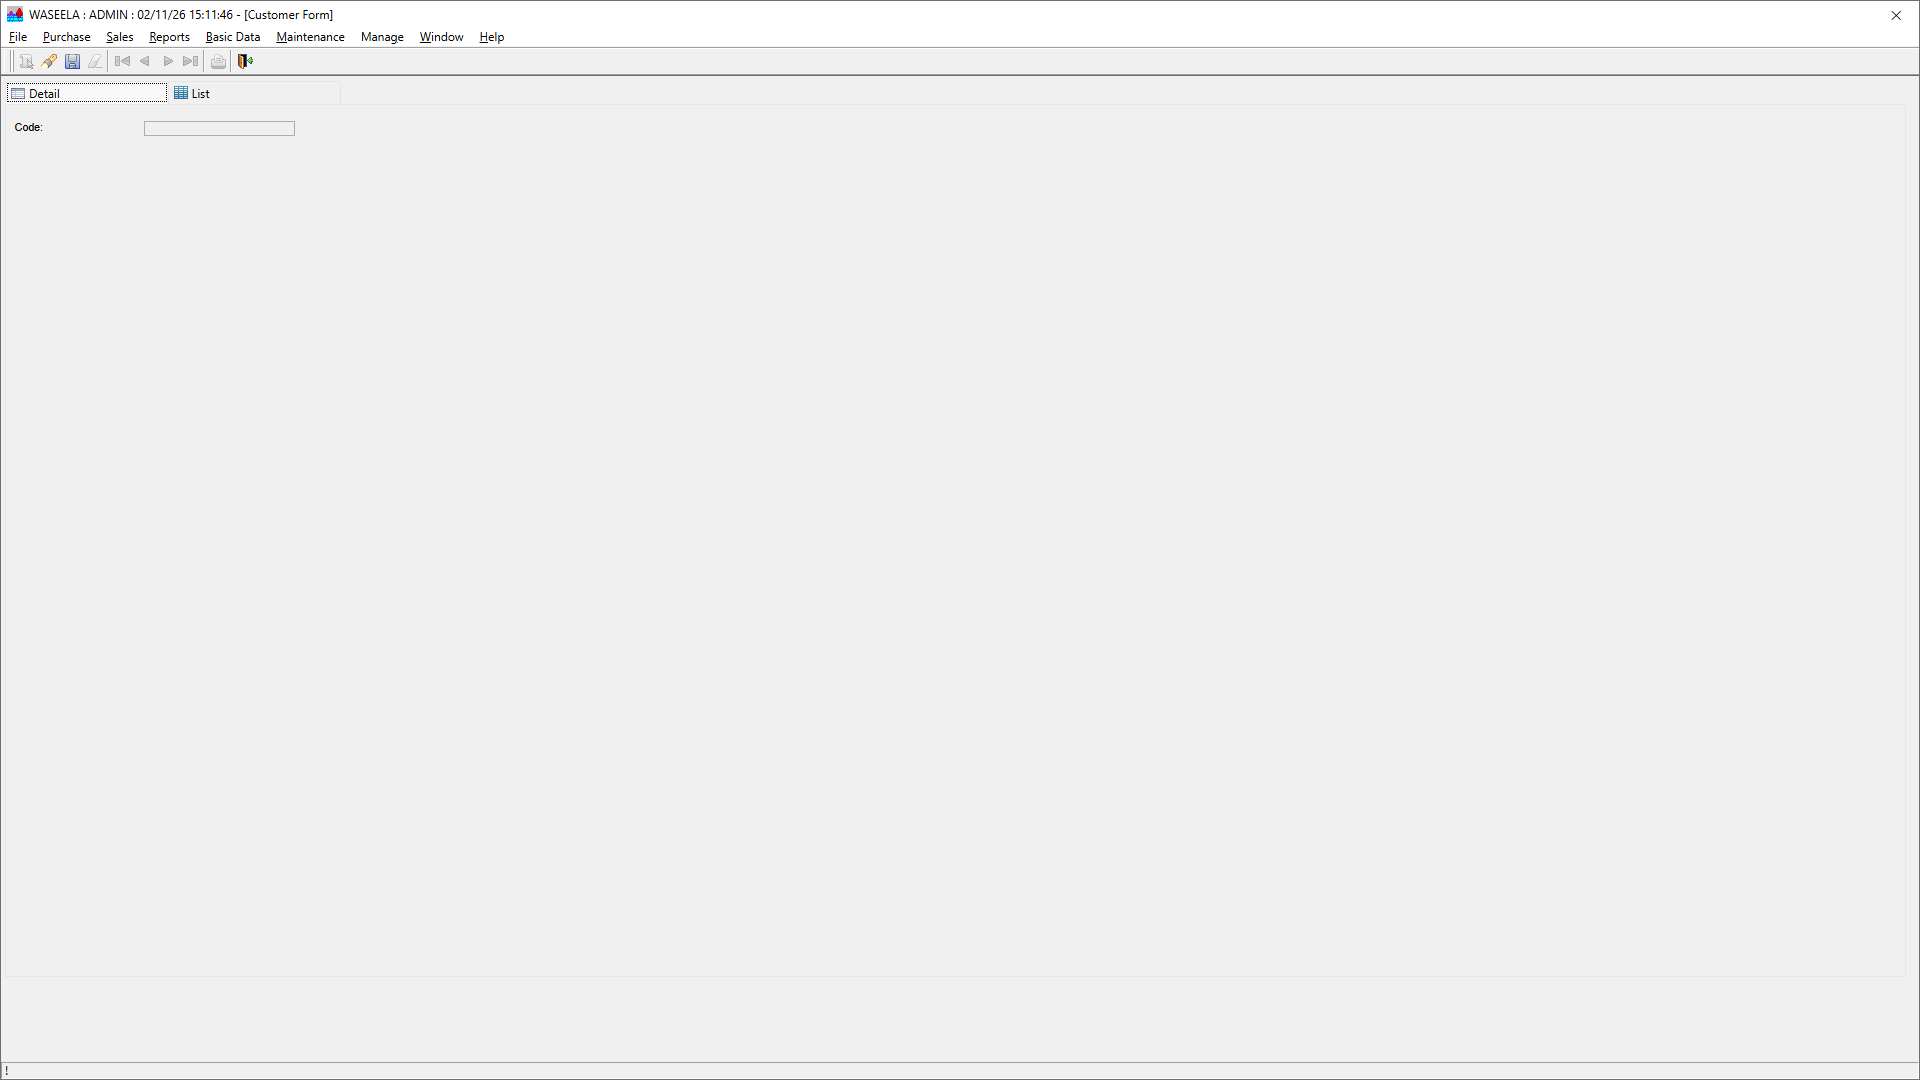 WASEELA : ADMIN : 02/11/26 15:11:46 - [Customer Form]
File Purchase Sales Reports Basic Data Maintenance Manage Window Help
Detail List
Code:
!